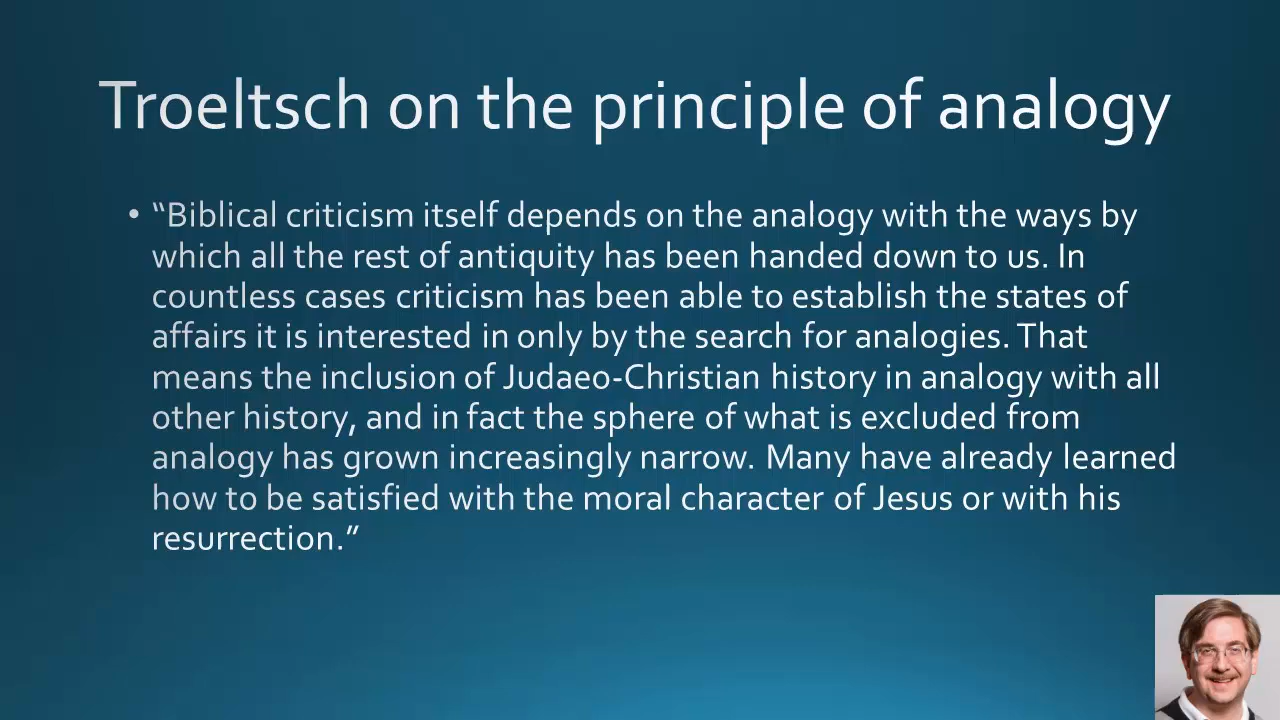 Troeltsch on the principle of analogy
• “Biblical criticism itself depends on the analogy with the ways by
which all the rest of antiquity has been handed down to us. In
countless cases criticism has been able to establish the states of
affairs it is interested in only by the search for analogies. That
means the inclusion of Judaeo-Christian history in analogy with all
other history, and in fact the sphere of what is excluded from
analogy has grown increasingly narrow. Many have already learned
how to be satisfied with the moral character of Jesus or with his
resurrection.”